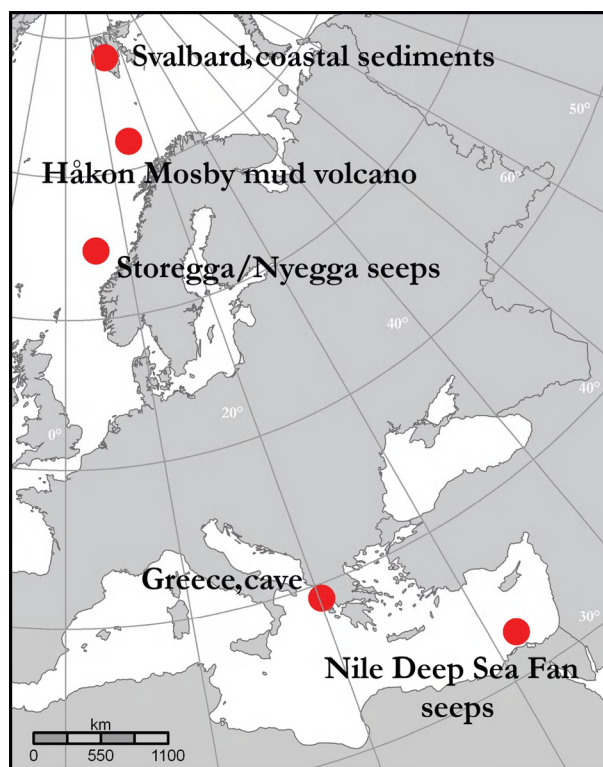 Svalbard,coastal sediments
50°
Håkon Mosby mud volcano
60°
Storegga/Nyegga seeps
40°
40°
20°
0°
Greece,cave
30°
Nile Deep Sea Fan
seeps
km
0 550 1100